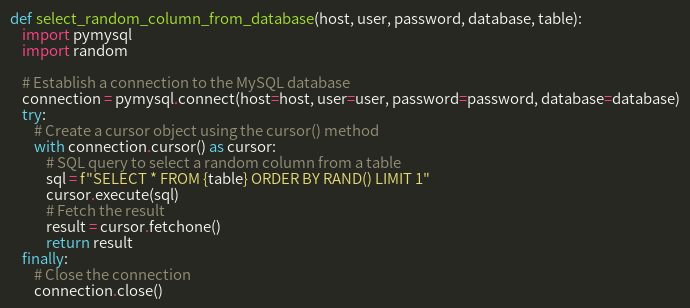 def select_random_column_from_database(host, user, password, database, table):
    import pymysql
    import random

    # Establish a connection to the MySQL database
    connection = pymysql.connect(host=host, user=user, password=password, database=database)
    try:
        # Create a cursor object using the cursor() method
        with connection.cursor() as cursor:
            # SQL query to select a random column from a table
            sql = f"SELECT * FROM {table} ORDER BY RAND() LIMIT 1"
            cursor.execute(sql)
            # Fetch the result
            result = cursor.fetchone()
            return result
    finally:
        # Close the connection
        connection.close()